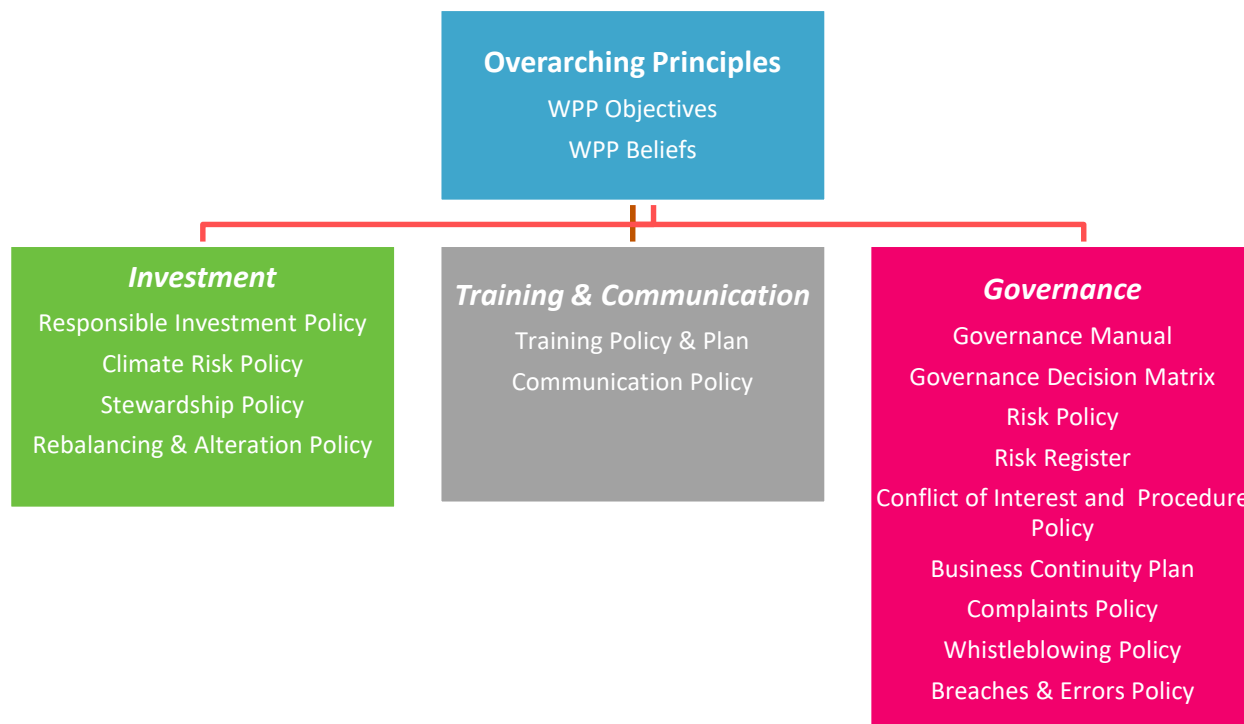 Overarching Principles
WPP Objectives
WPP Beliefs
Investment
Responsible Investment Policy
Climate Risk Policy
Stewardship Policy
Rebalancing & Alteration Policy
Training & Communication
Training Policy & Plan
Communication Policy
Governance
Governance Manual
Governance Decision Matrix
Risk Policy
Risk Register
Conflict of Interest and Procedure
Policy
Business Continuity Plan
Complaints Policy
Whistleblowing Policy
Breaches & Errors Policy